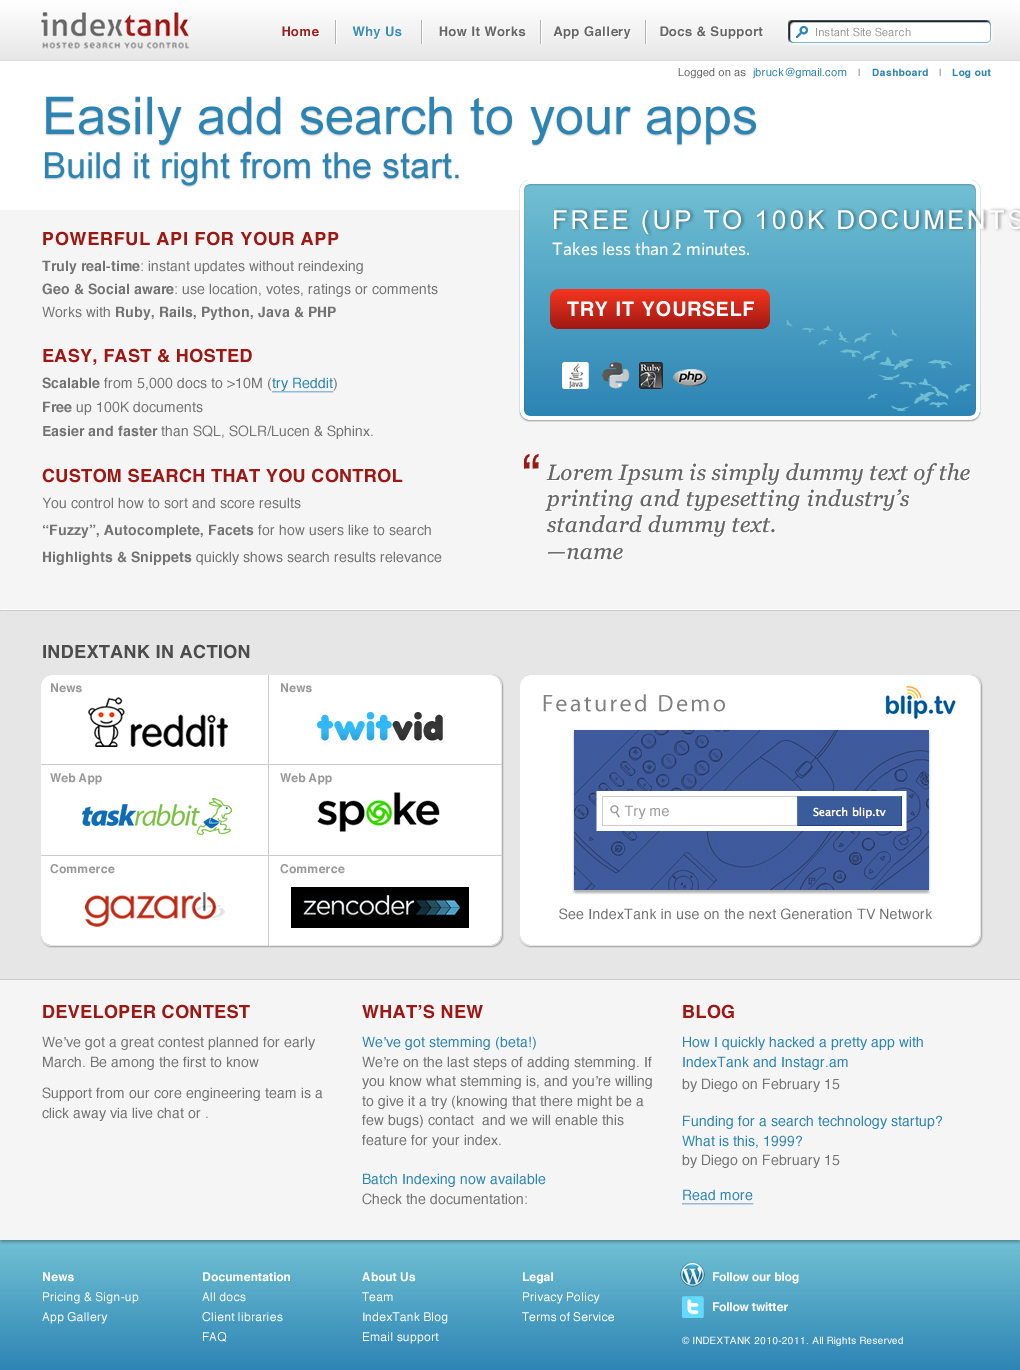 indextank
HOSTED SEARCH YOU CONTROL
Home
Why Us
How It Works
App Gallery
Docs & Support
Instant Site Search
Logged on as jbruck@gmail.com | Dashboard | Log out
Easily add search to your apps
Build it right from the start.
POWERFUL API FOR YOUR APP
Truly real-time: instant updates without reindexing
Geo & Social aware: use location, votes, ratings or comments
Works with Ruby, Rails, Python, Java & PHP
EASY, FAST & HOSTED
Scalable from 5,000 docs to >10M (try Reddit)
Free up 100K documents
Easier and faster than SQL, SOLR/Lucen & Sphinx.
CUSTOM SEARCH THAT YOU CONTROL
You control how to sort and score results
“Fuzzy”, Autocomplete, Facets for how users like to search
Highlights & Snippets quickly shows search results relevance
FREE (UP TO 100K DOCUMENTS
Takes less than 2 minutes.
TRY IT YOURSELF
Java
Ruby
php
“ Lorem Ipsum is simply dummy text of the
printing and typesetting industry’s
standard dummy text.
—name
INDEXTANK IN ACTION
News
reddit
News
twitvid
Web App
taskrabbit
Web App
spoke
Commerce
gazaro
Commerce
zencoder
Featured Demo
blip.tv
Try me
Search blip.tv
See IndexTank in use on the next Generation TV Network
DEVELOPER CONTEST
We’ve got a great contest planned for early
March. Be among the first to know
Support from our core engineering team is a
click away via live chat or .
WHAT’S NEW
We’ve got stemming (beta!)
We’re on the last steps of adding stemming. If
you know what stemming is, and you’re willing
to give it a try (knowing that there might be a
few bugs) contact  and we will enable this
feature for your index.
Batch Indexing now available
Check the documentation:
BLOG
How I quickly hacked a pretty app with
IndexTank and Instagr.am
by Diego on February 15
Funding for a search technology startup?
What is this, 1999?
by Diego on February 15
Read more
News
Pricing & Sign-up
App Gallery
Documentation
All docs
Client libraries
FAQ
About Us
Team
IndexTank Blog
Email support
Legal
Privacy Policy
Terms of Service
Follow our blog
Follow twitter
© INDEXTANK 2010-2011. All Rights Reserved